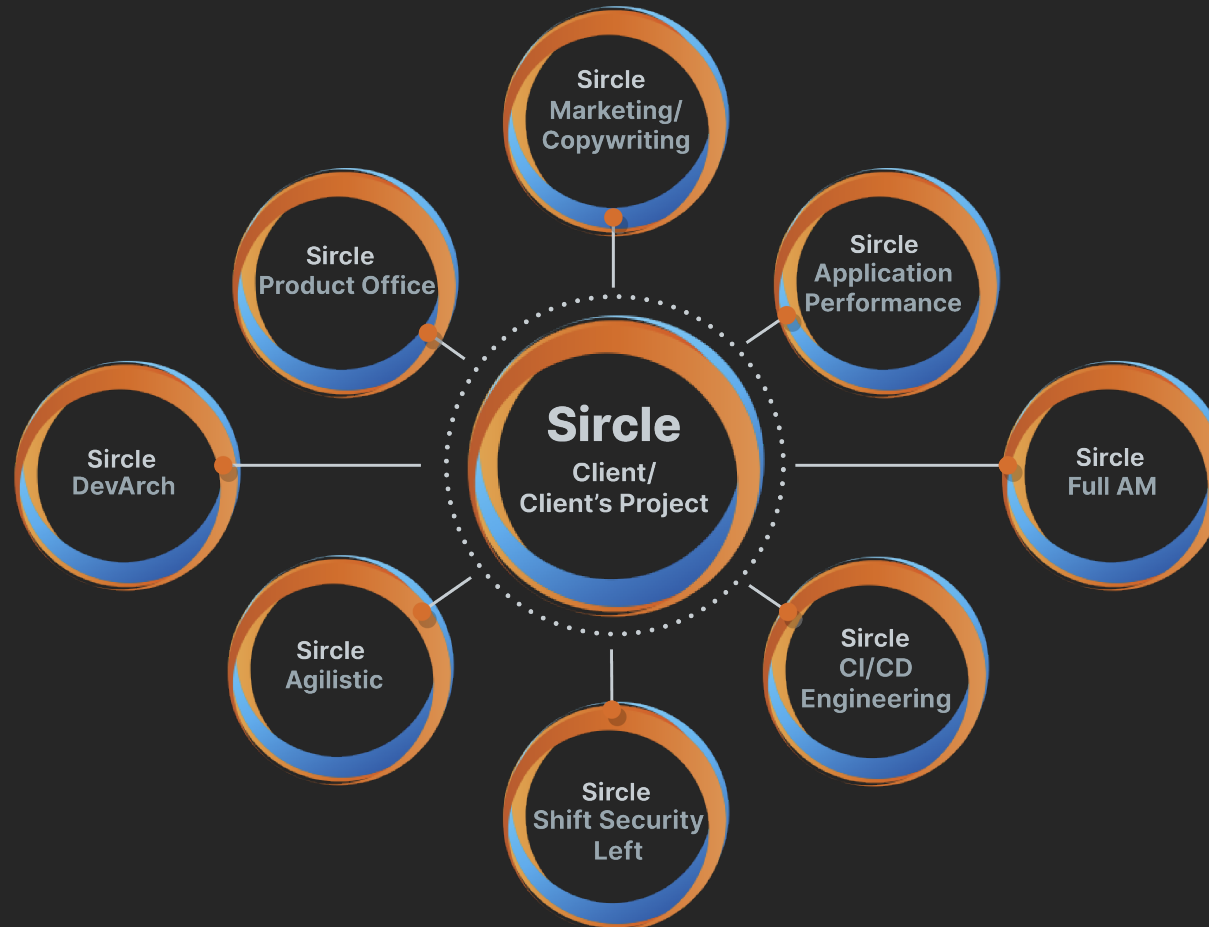 Sircle
Marketing/
Copywriting
Sircle
Product Office
Sircle
Application
Performance
Sircle
DevArch
Sircle
Client/
Client’s Project
Sircle
Full AM
Sircle
Agilistic
Sircle
CI/CD
Engineering
Sircle
Shift Security
Left